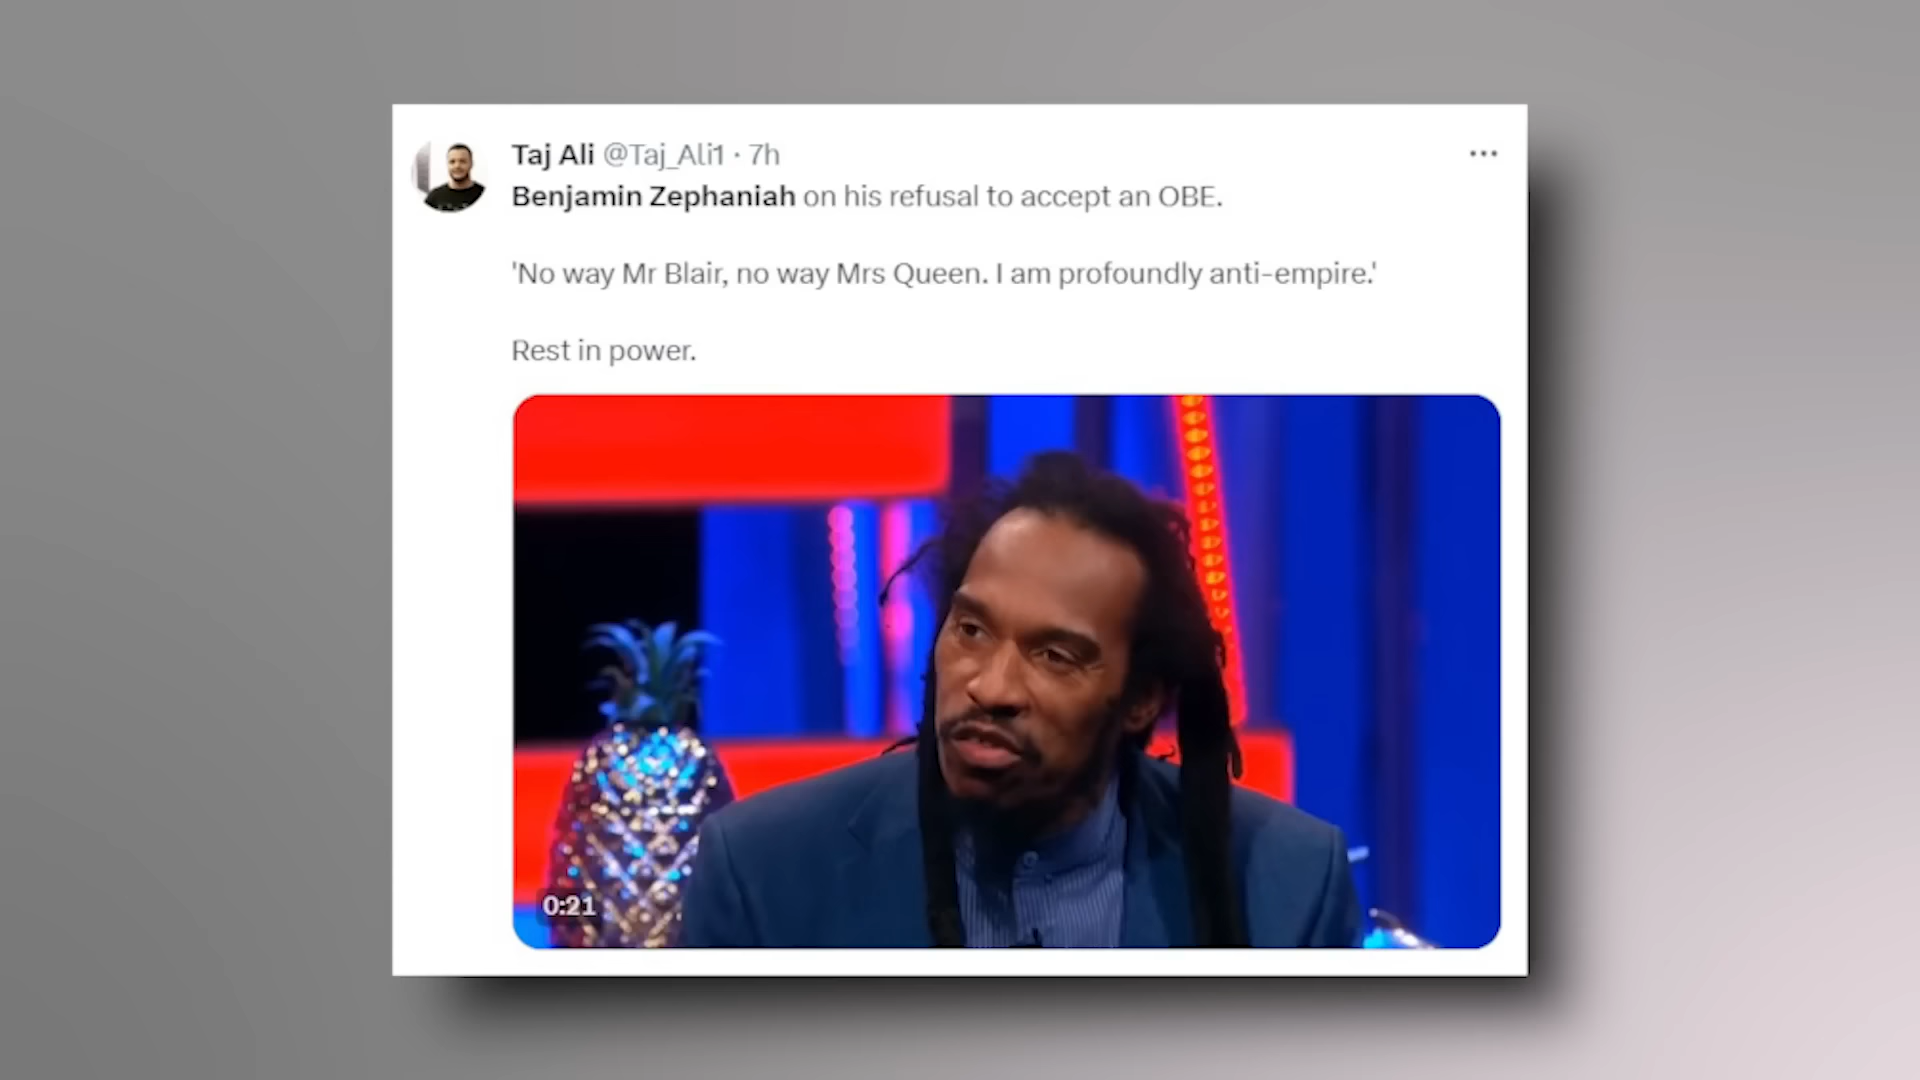 Taj Ali @Taj_Ali1 · 7h
Benjamin Zephaniah on his refusal to accept an OBE.
'No way Mr Blair, no way Mrs Queen. I am profoundly anti-empire.'
Rest in power.
0:21